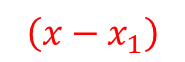 (x − x₁)